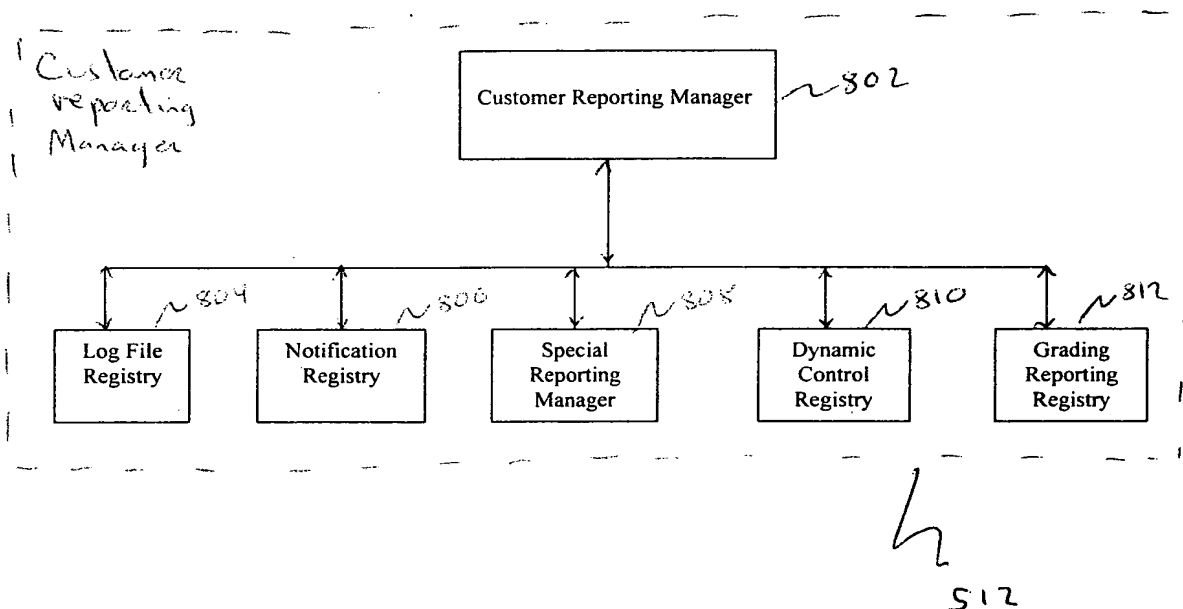 Customer
reporting
Manager
Customer Reporting Manager
802
804
806
808
810
812
Log File
Registry
Notification
Registry
Special
Reporting
Manager
Dynamic
Control
Registry
Grading
Reporting
Registry
512